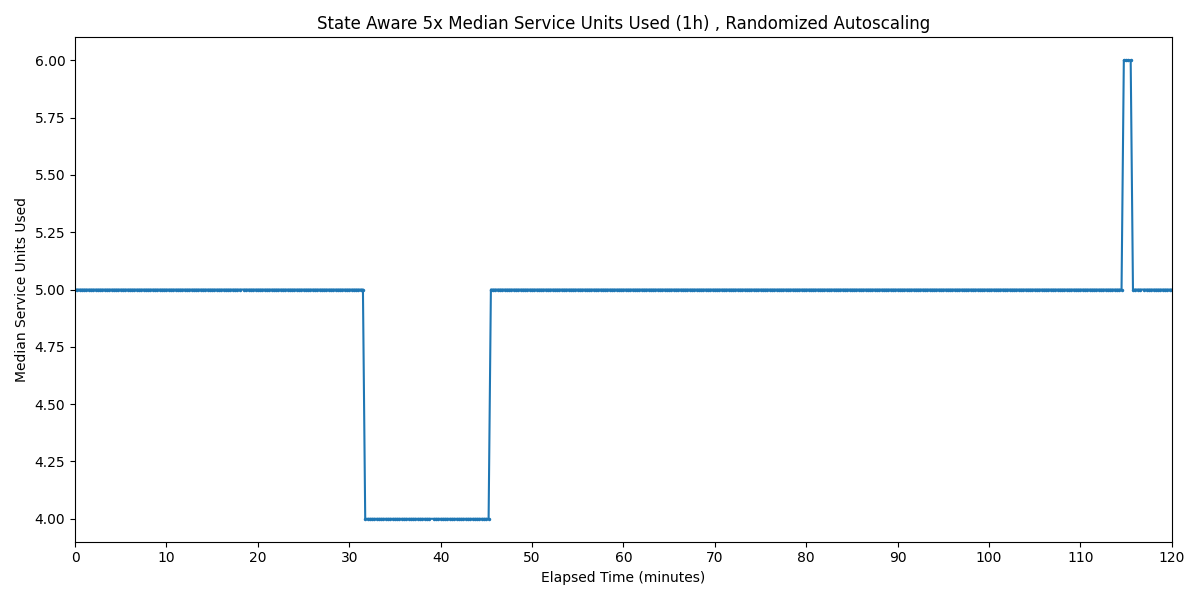 State Aware 5x Median Service Units Used (1h) , Randomized Autoscaling
Median Service Units Used
6.00
5.75
5.50
5.25
5.00
4.75
4.50
4.25
4.00
0 10 20 30 40 50 60 70 80 90 100 110 120
Elapsed Time (minutes)